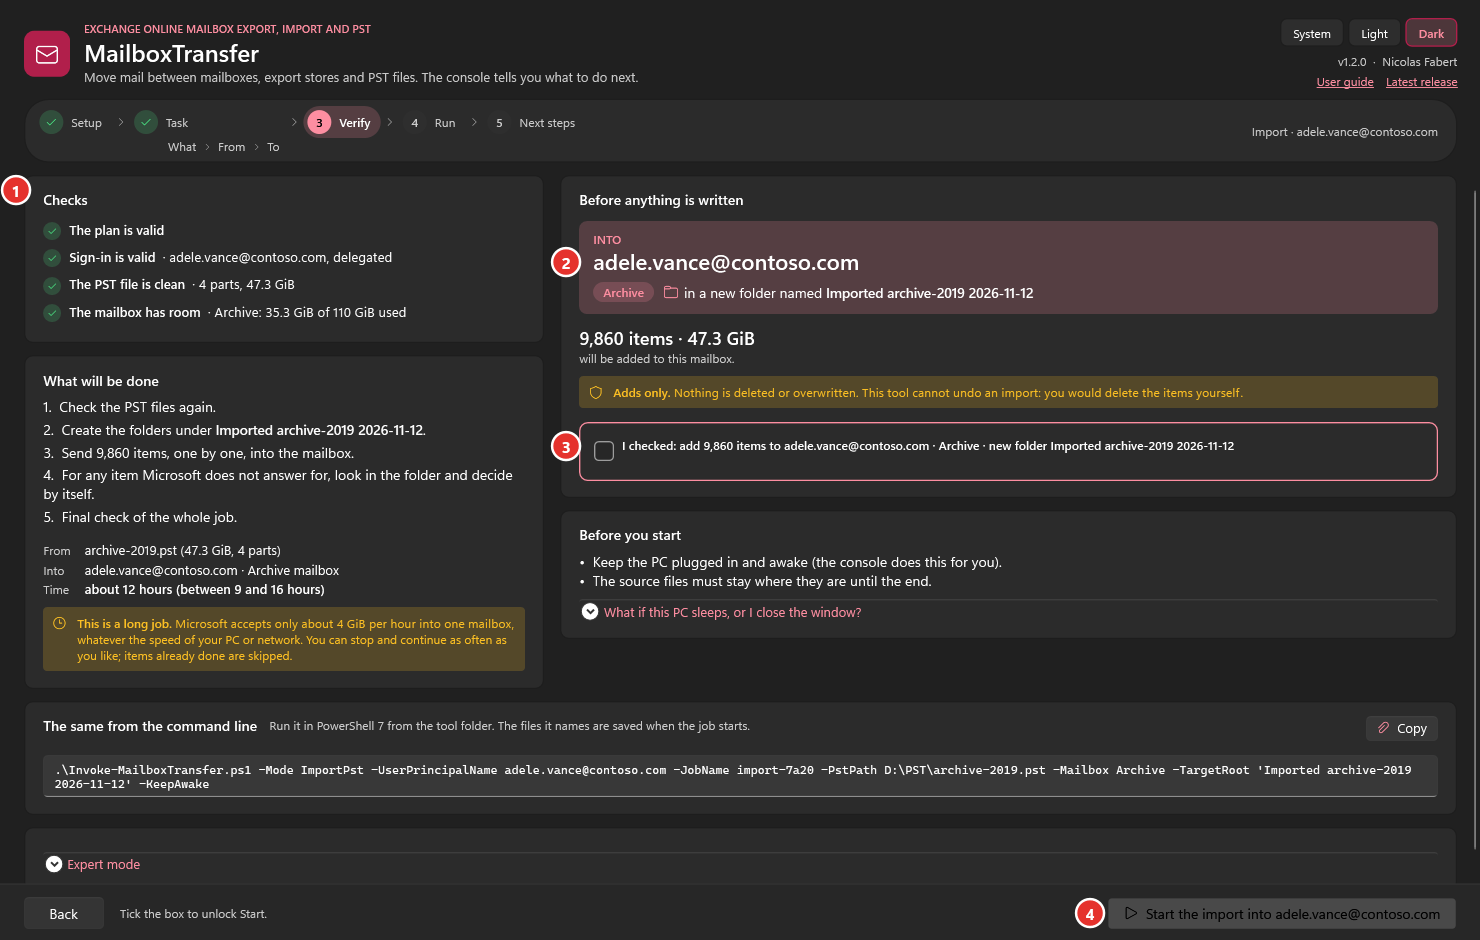 EXCHANGE ONLINE MAILBOX EXPORT, IMPORT AND PST
MailboxTransfer
Move mail between mailboxes, export stores and PST files. The console tells you what to do next.
System
Light
Dark
v1.2.0 · Nicolas Fabert
User guide
Latest release
Setup
Task
3 Verify
4 Run
5 Next steps
What > From > To
Import · adele.vance@contoso.com
1
Checks
The plan is valid
Sign-in is valid · adele.vance@contoso.com, delegated
The PST file is clean · 4 parts, 47.3 GiB
The mailbox has room · Archive: 35.3 GiB of 110 GiB used
What will be done
1. Check the PST files again.
2. Create the folders under Imported archive-2019 2026-11-12.
3. Send 9,860 items, one by one, into the mailbox.
4. For any item Microsoft does not answer for, look in the folder and decide
by itself.
5. Final check of the whole job.
From archive-2019.pst (47.3 GiB, 4 parts)
Into adele.vance@contoso.com · Archive mailbox
Time about 12 hours (between 9 and 16 hours)
This is a long job. Microsoft accepts only about 4 GiB per hour into one mailbox,
whatever the speed of your PC or network. You can stop and continue as often as
you like; items already done are skipped.
Before anything is written
2
INTO
adele.vance@contoso.com
Archive in a new folder named Imported archive-2019 2026-11-12
9,860 items · 47.3 GiB
will be added to this mailbox.
Adds only. Nothing is deleted or overwritten. This tool cannot undo an import: you would delete the items yourself.
3
I checked: add 9,860 items to adele.vance@contoso.com · Archive · new folder Imported archive-2019 2026-11-12
Before you start
• Keep the PC plugged in and awake (the console does this for you).
• The source files must stay where they are until the end.
What if this PC sleeps, or I close the window?
The same from the command line Run it in PowerShell 7 from the tool folder. The files it names are saved when the job starts.
Copy
.\Invoke-MailboxTransfer.ps1 -Mode ImportPst -UserPrincipalName adele.vance@contoso.com -JobName import-7a20 -PstPath D:\PST\archive-2019.pst -Mailbox Archive -TargetRoot 'Imported archive-2019
2026-11-12' -KeepAwake
Expert mode
Back
Tick the box to unlock Start.
4
Start the import into adele.vance@contoso.com